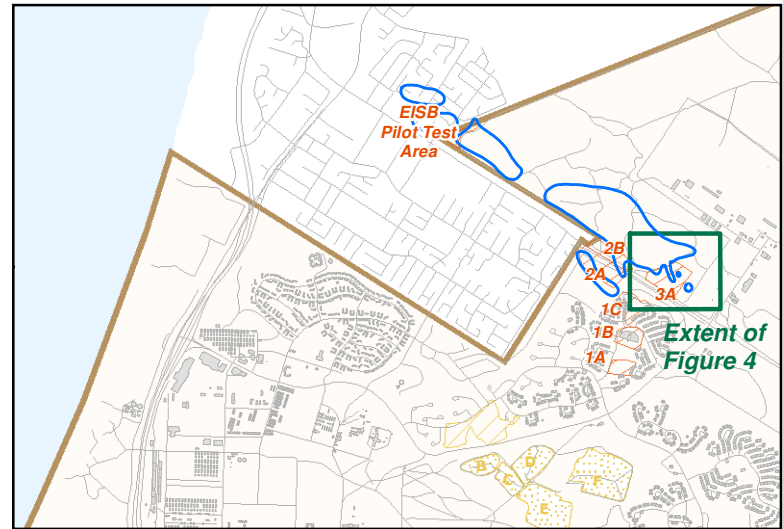 EISB
Pilot Test
Area
2B
2A
3A
1C
1B
1A
Extent of
Figure 4
B
C
D
E
F